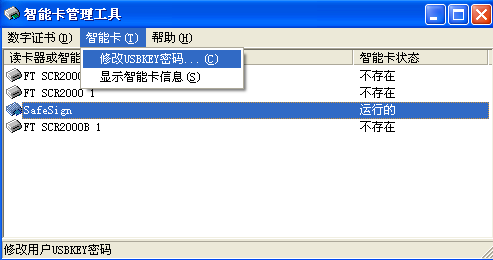 智能卡管理工具
数字证书(D) 智能卡(T) 帮助(H)
修改USBKEY密码...(C)
显示智能卡信息(S)
读卡器或智能 智能卡状态
FT SCR2000 不存在
FT SCR2000 1 不存在
SafeSign 运行的
FT SCR2000B 1 不存在
修改用户USBKEY密码